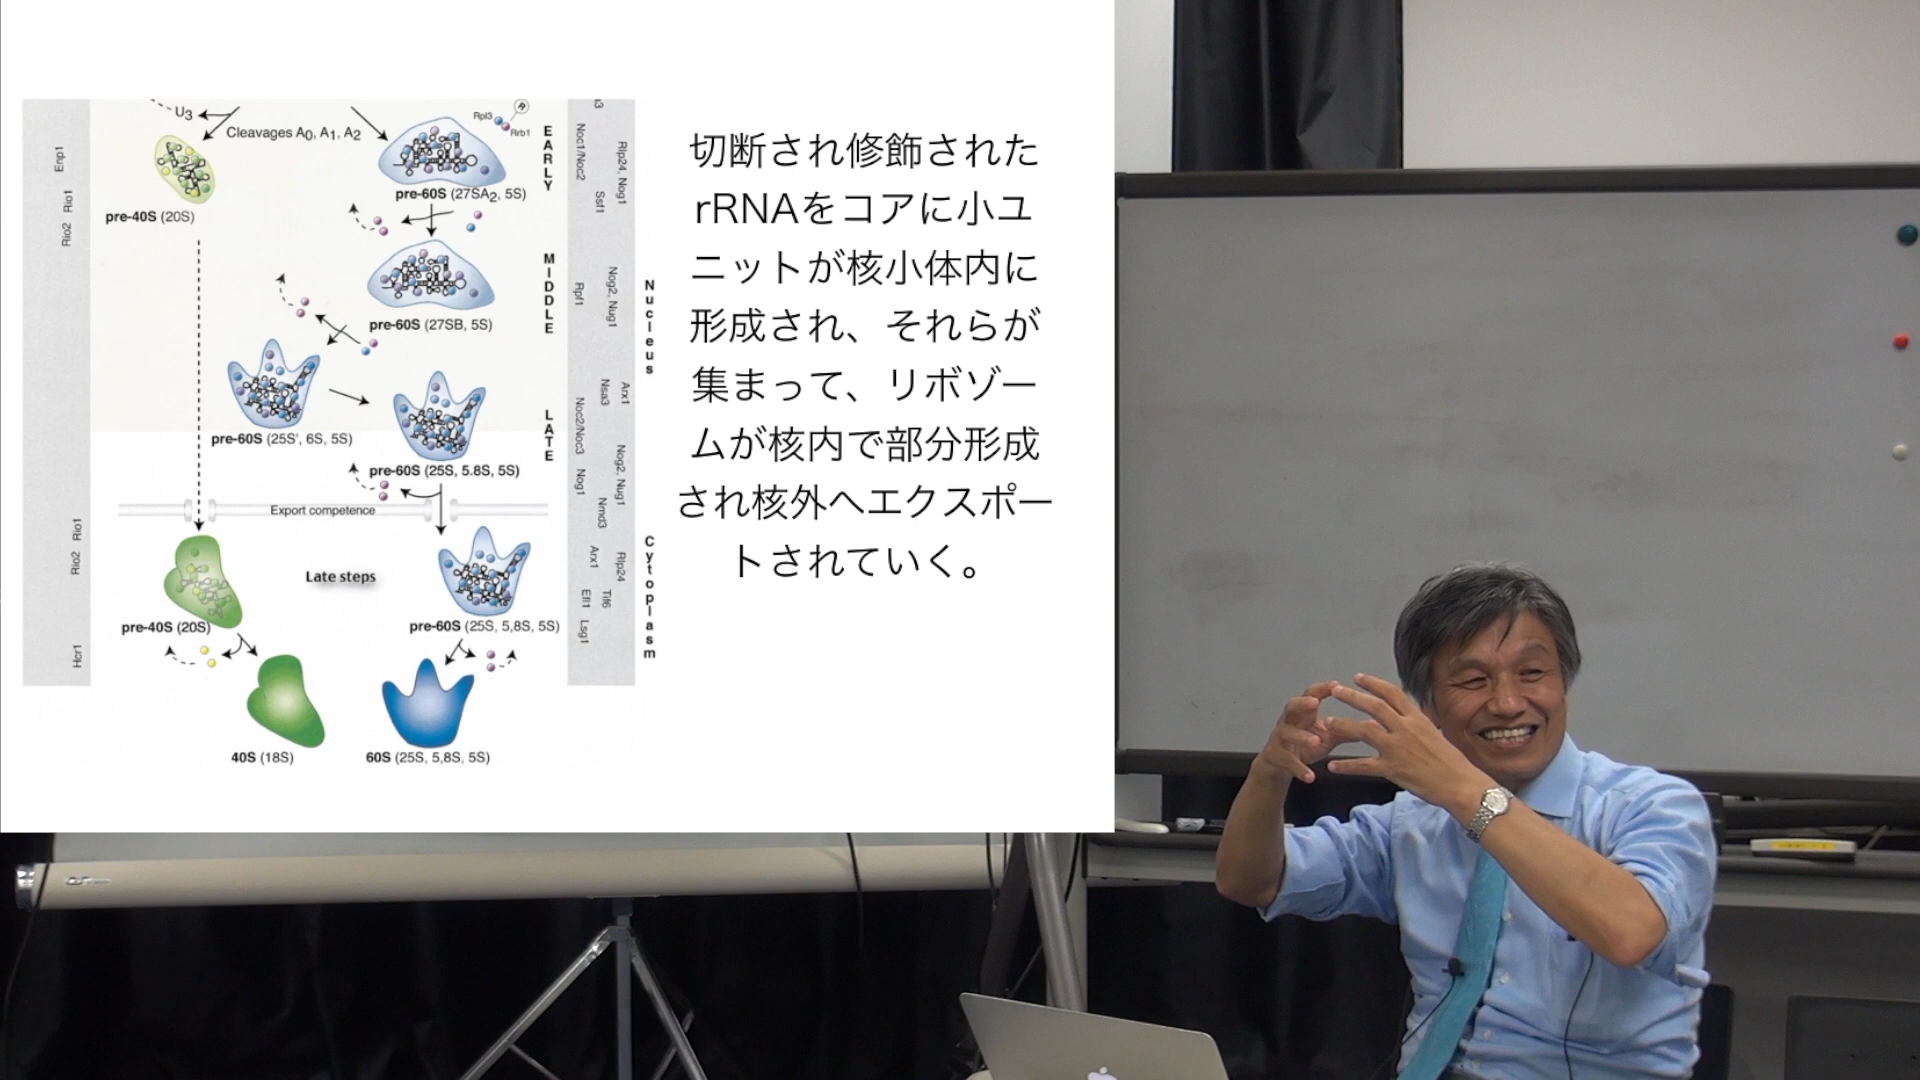 U3
Cleavages A0, A1, A2
Rpl3
R
Rrb1
pre-60S (27SA2, 5S)
pre-40S (20S)
pre-60S (27SB, 5S)
pre-60S (25S', 6S, 5S)
pre-60S (25S, 5.8S, 5S)
Export competence
Late steps
pre-40S (20S)
pre-60S (25S, 5,8S, 5S)
40S (18S)
60S (25S, 5,8S, 5S)
Enp1
Rio1
Rio2
Rio1
Rio2
Hcr1
EARLY
MIDDLE
LATE
Noc1/Noc2
Rlp24, Nog1
Ssf1
Nog2, Nug1
Rpf1
Arx1
Nsa3
Noc2/Noc3
Nog2, Nug1
Nog1
Nmd3
Arx1
Rlp24
Tif6
Efl1
Lsg1
Nucleus
Cytoplasm
切断され修飾された
rRNAをコアに小ユ
ニットが核小体内に
形成され、それらが
集まって、リボゾー
ムが核内で部分形成
され核外へエクスポー
トされていく。